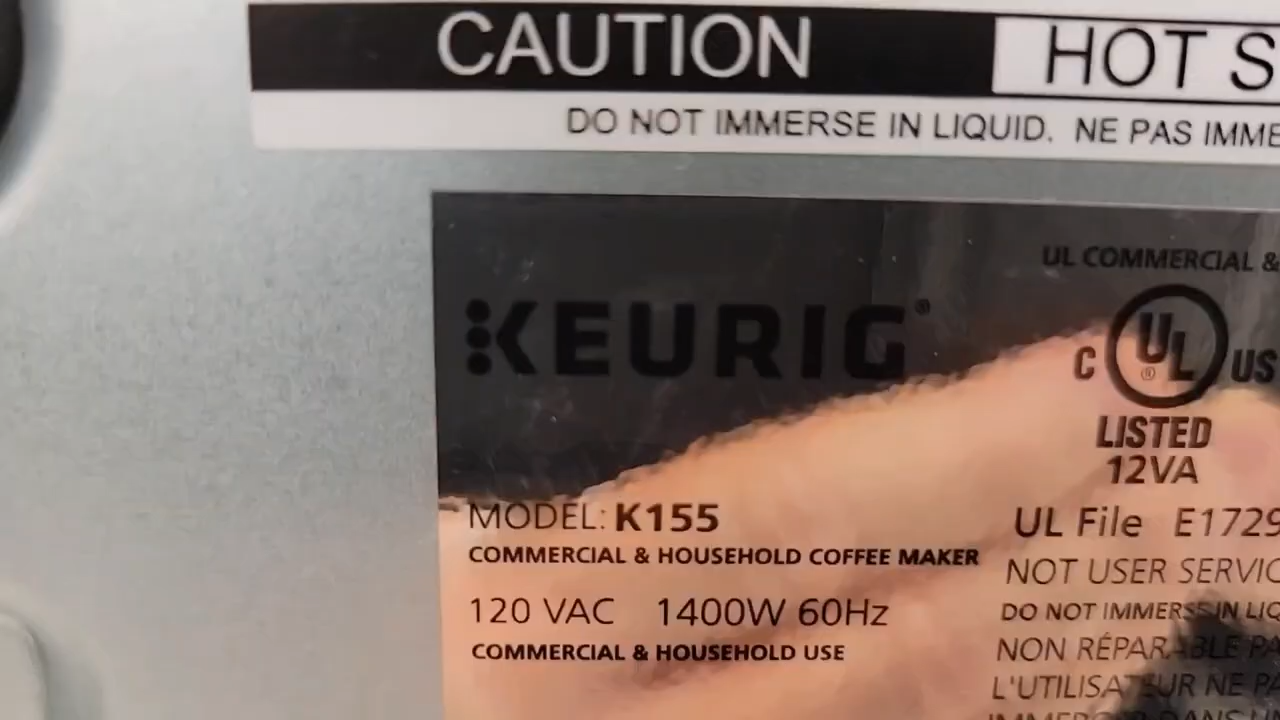 CAUTION
HOT S
DO NOT IMMERSE IN LIQUID. NE PAS IMME
UL COMMERCIAL &
KEURIG®
C UL® US
LISTED
12VA
MODEL: K155
UL File E1729
COMMERCIAL & HOUSEHOLD COFFEE MAKER
NOT USER SERVIC
120 VAC 1400W 60Hz
DO NOT IMMERSE IN LIQ
COMMERCIAL & HOUSEHOLD USE
NON RÉPARABLE PA
L'UTILISATEUR NE PA